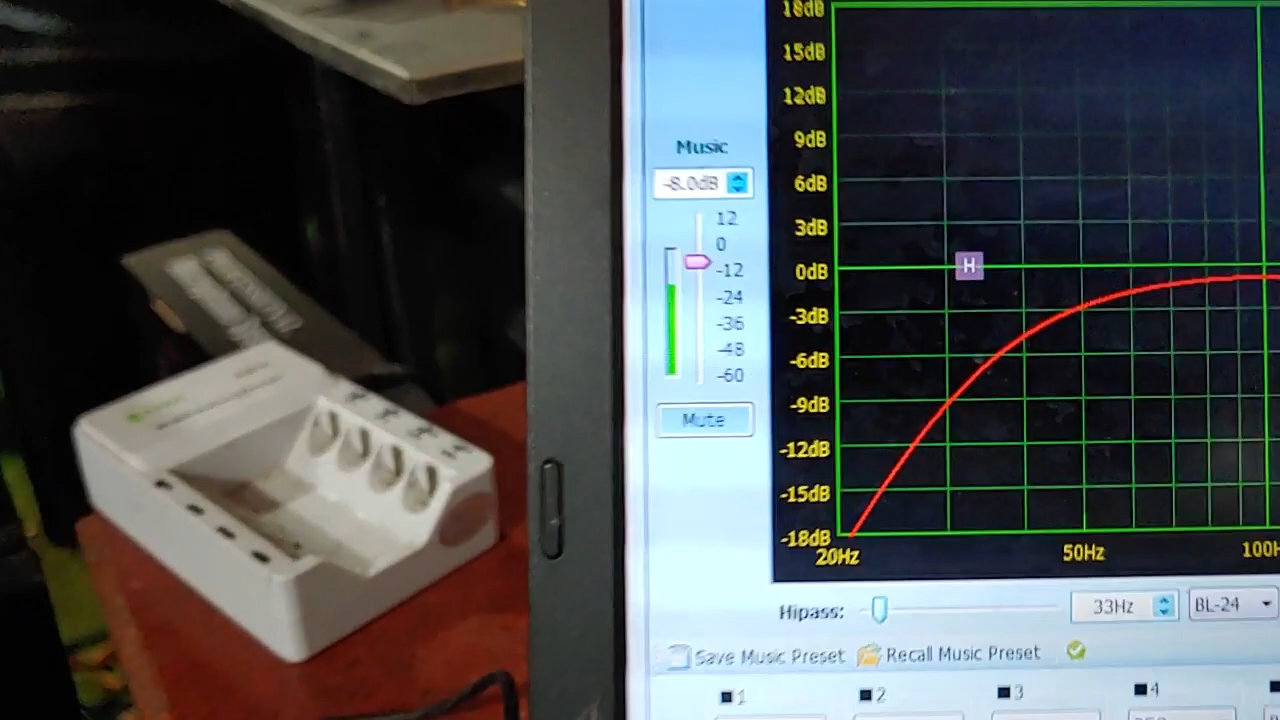 Music
-8.0dB
12
0
-12
-24
-36
-48
-60
Mute
18dB
15dB
12dB
9dB
6dB
3dB
0dB
-3dB
-6dB
-9dB
-12dB
-15dB
-18dB
H
20Hz 50Hz
Hipass: 33Hz BL-24
Save Music Preset Recall Music Preset
1 2 3 4